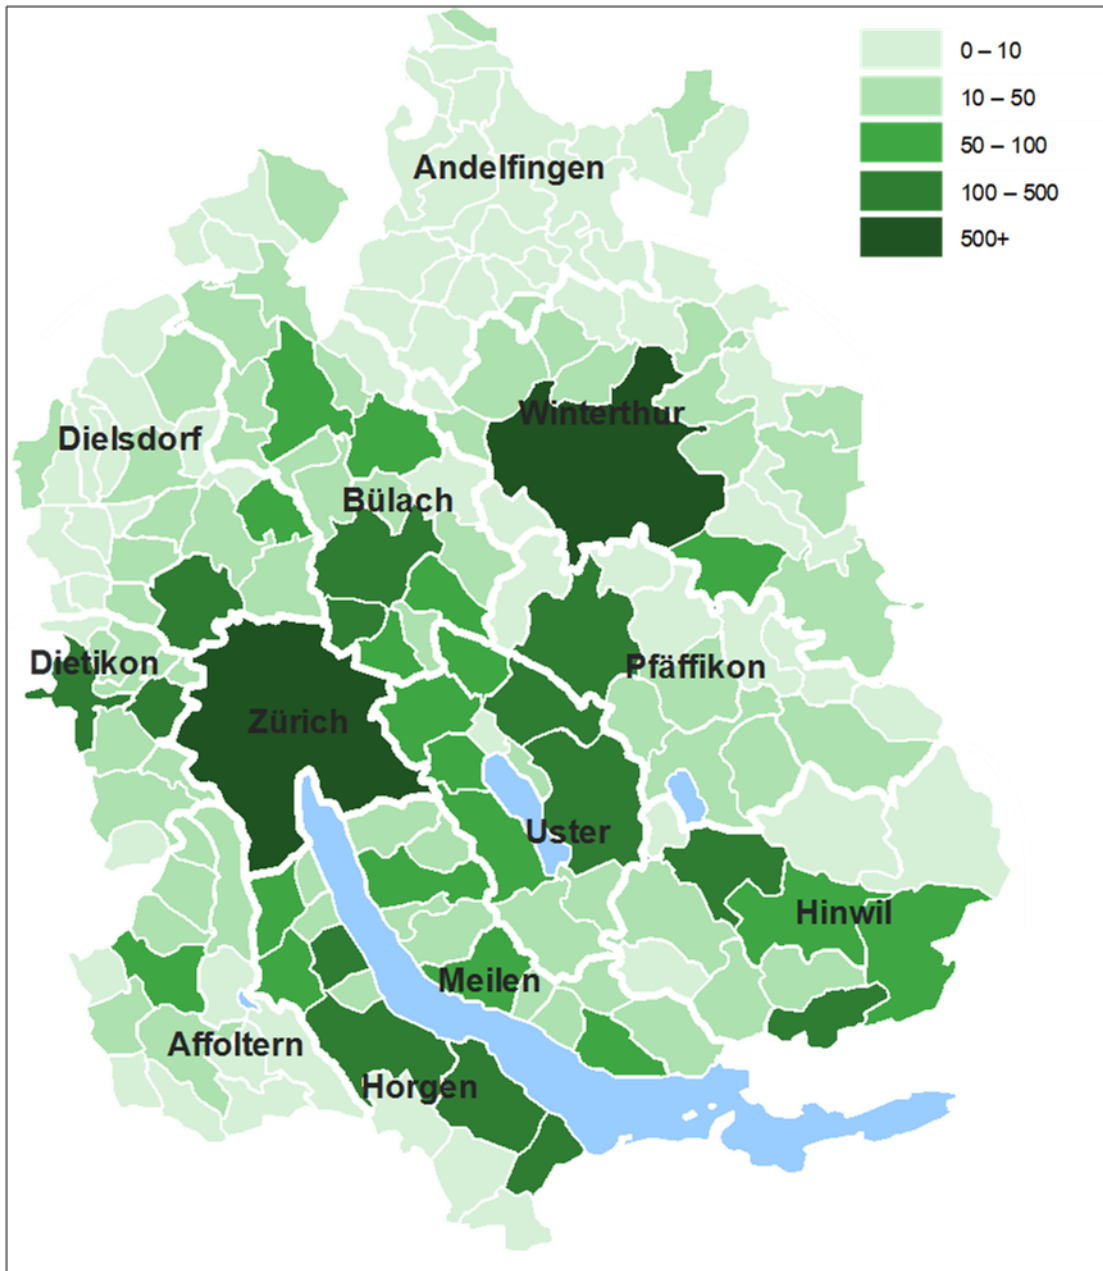 0 – 10
10 – 50
50 – 100
100 – 500
500+
Andelfingen
Winterthur
Dielsdorf
Bülach
Dietikon
Pfäffikon
Zürich
Uster
Hinwil
Meilen
Affoltern
Horgen